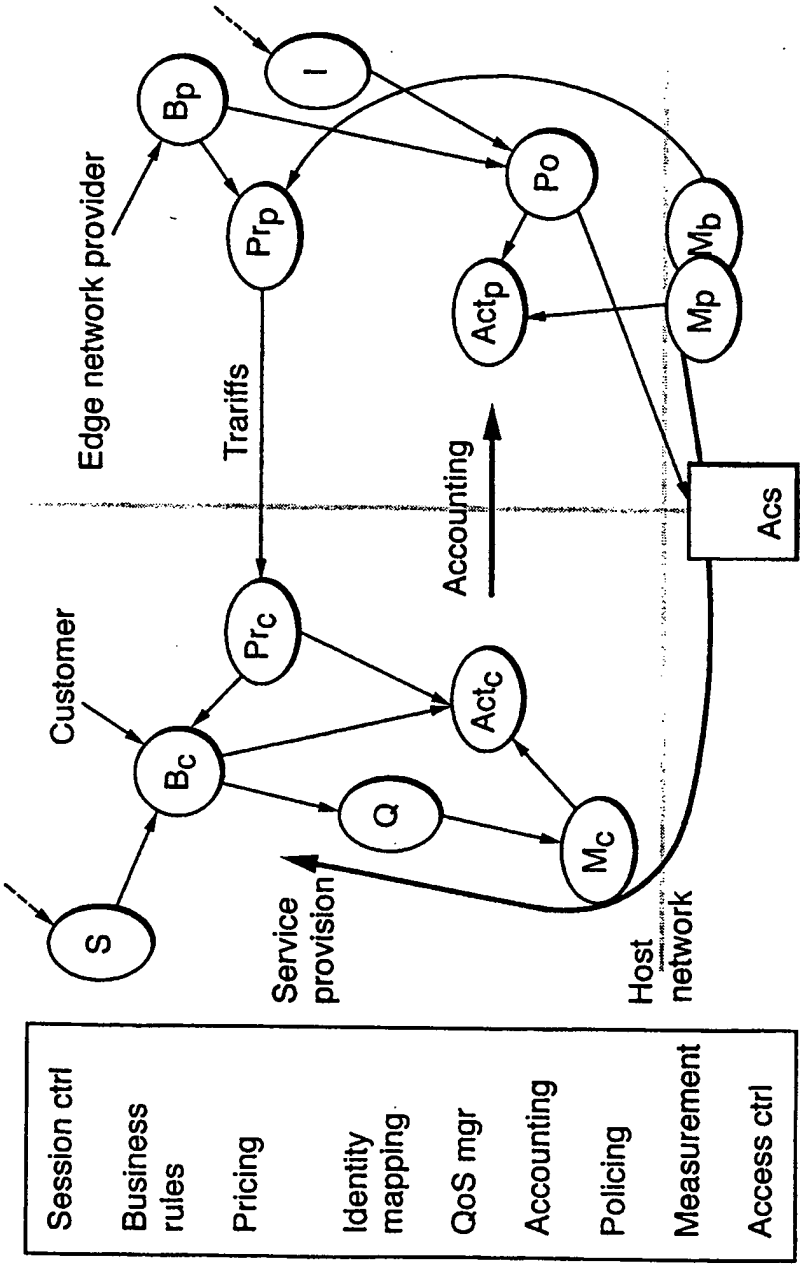 Session ctrl
Business
rules
Pricing
Identity
mapping
QoS mgr
Accounting
Policing
Measurement
Access ctrl
S
Customer
Bc
Prc
Service
provision
Q
Actc
Mc
Host
network
Edge network provider
Bp
I
Prp
Trariffs
Accounting
Actp
Po
Mp
Mb
Acs